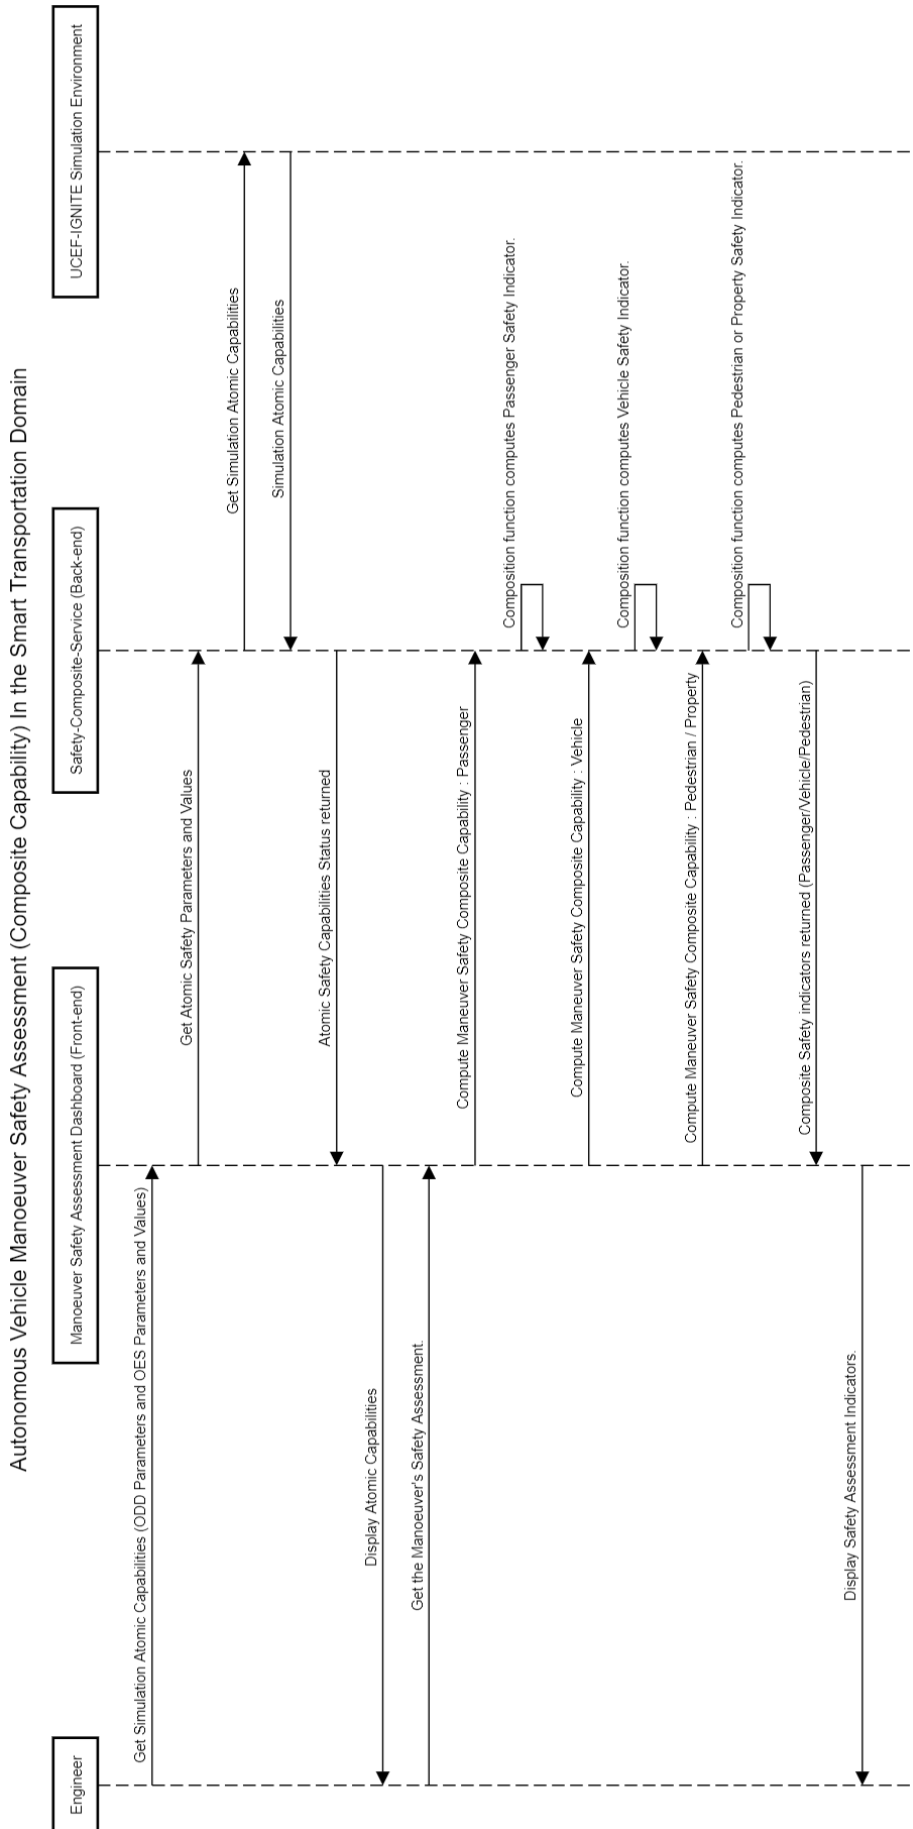 Autonomous Vehicle Manoeuver Safety Assessment (Composite Capability) In the Smart Transportation Domain
Engineer
Manoeuver Safety Assessment Dashboard (Front-end)
Safety-Composite-Service (Back-end)
UCEF-IGNITE Simulation Environment
Get Simulation Atomic Capabilities (ODD Parameters and OES Parameters and Values)
Get Atomic Safety Parameters and Values
Get Simulation Atomic Capabilities
Simulation Atomic Capabilities
Atomic Safety Capabilities Status returned
Display Atomic Capabilities
Get the Manoeuver's Safety Assessment.
Compute Maneuver Safety Composite Capability : Passenger
Composition function computes Passenger Safety Indicator.
Compute Maneuver Safety Composite Capability : Vehicle
Composition function computes Vehicle Safety Indicator.
Compute Maneuver Safety Composite Capability : Pedestrian / Property
Composition function computes Pedestrian or Property Safety Indicator.
Composite Safety indicators returned (Passenger/Vehicle/Pedestrian)
Display Safety Assessment Indicators.